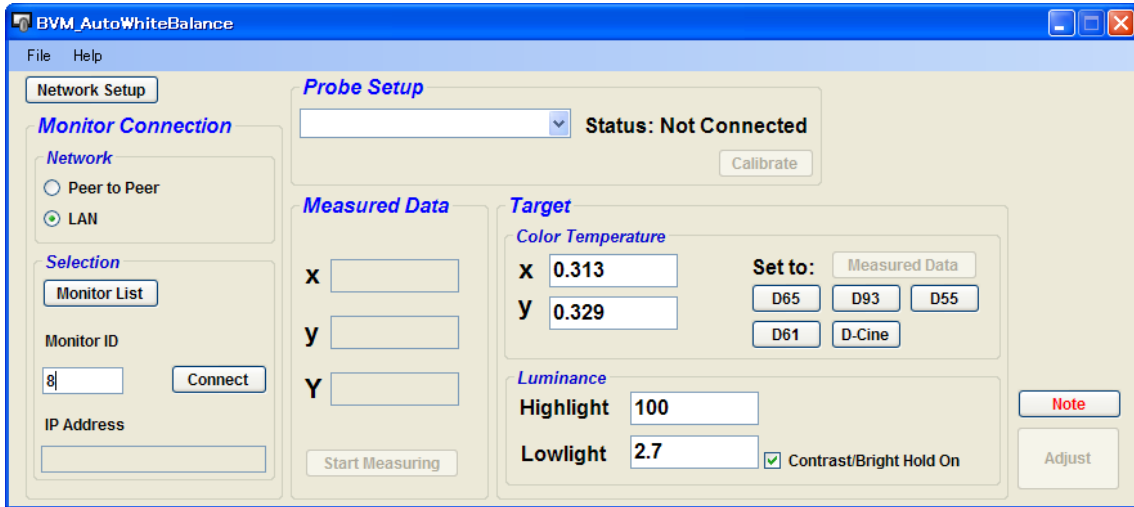 BVM_AutoWhiteBalance
File Help
Network Setup
Monitor Connection
Network
Peer to Peer
LAN
Selection
Monitor List
Monitor ID
8
Connect
IP Address
Probe Setup
Status: Not Connected
Calibrate
Measured Data
x
y
Y
Start Measuring
Target
Color Temperature
x 0.313
y 0.329
Set to: Measured Data
D65 D93 D55
D61 D-Cine
Luminance
Highlight 100
Lowlight 2.7
Contrast/Bright Hold On
Note
Adjust